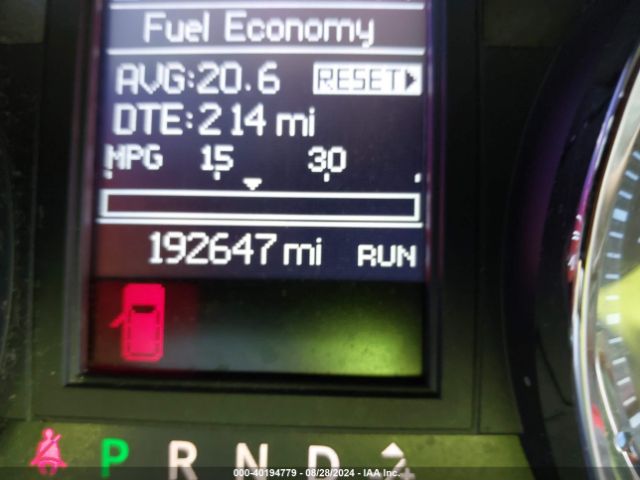 Fuel Economy
AVG:20.6 RESET
DTE:214 mi
MPG 15 30
192647 mi RUN
P R N D
000-40194779 - 08/28/2024 - IAA Inc.